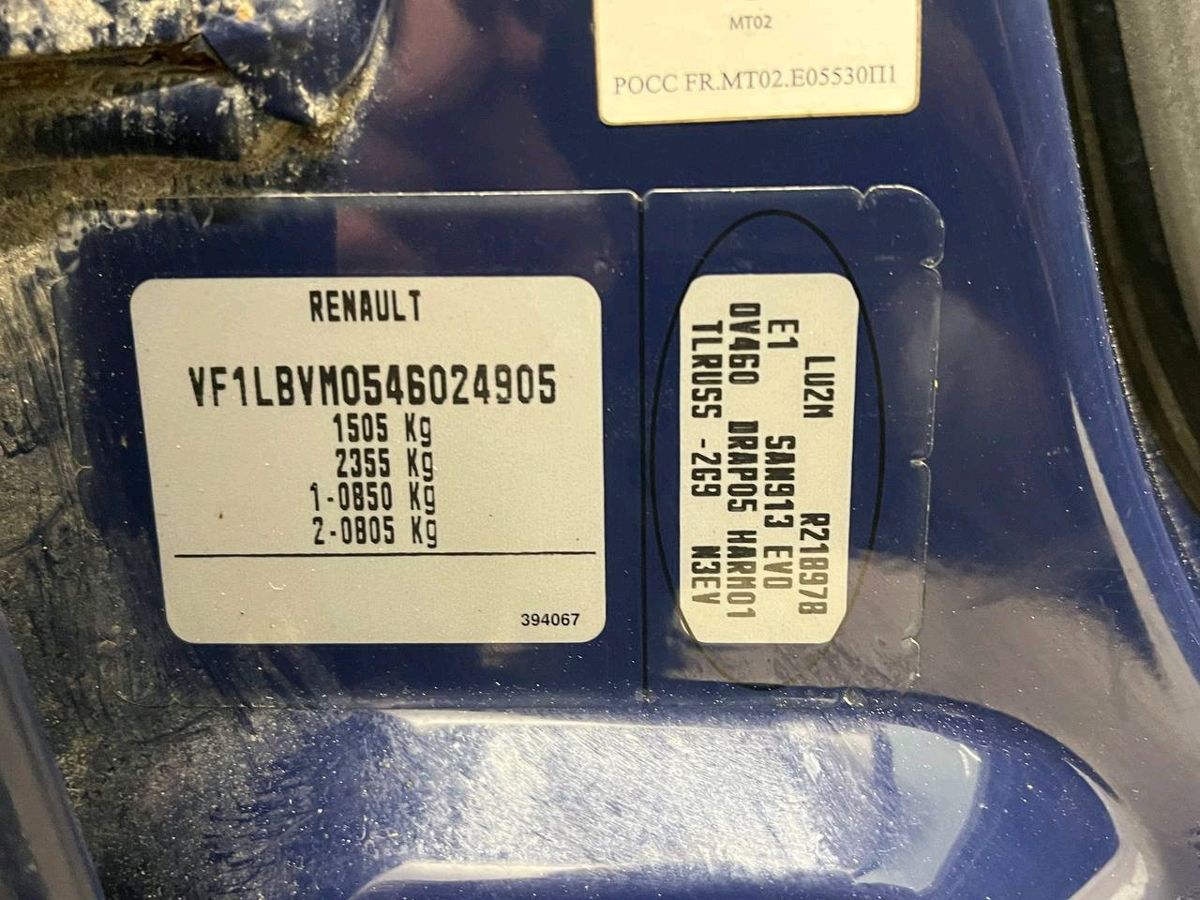 MT02
РОСС FR.MT02.E05530П1
RENAULT
VF1LBVM0546024905
1505 Kg
2355 Kg
1-0850 Kg
2-0805 Kg
394067
LU2M R21897B
E1 SAN913 EVO
OV460 DRAP05 HARM01
TLRUSS -2G9 N3EV